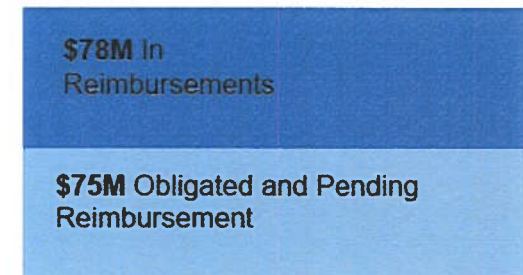 $78M In
Reimbursements
$75M Obligated and Pending
Reimbursement